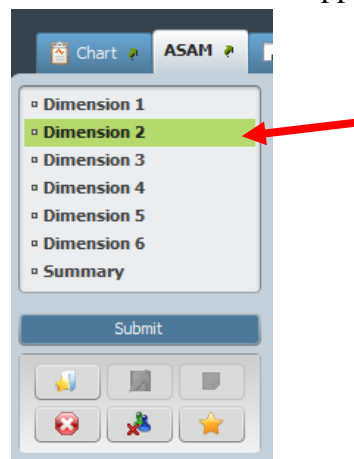 Chart ASAM
Dimension 1
Dimension 2
Dimension 3
Dimension 4
Dimension 5
Dimension 6
Summary
Submit